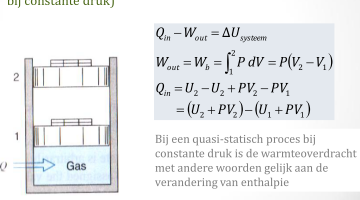 bij constante druk)
2
1
Q
Gas
Q_in − W_out = ΔU_systeem
W_out = W_b = ∫₁² P dV = P(V₂ − V₁)
Q_in = U₂ − U₂ + PV₂ − PV₁
= (U₂ + PV₂) − (U₁ + PV₁)
Bij een quasi-statisch proces bij
constante druk is de warmteoverdracht
met andere woorden gelijk aan de
verandering van enthalpie